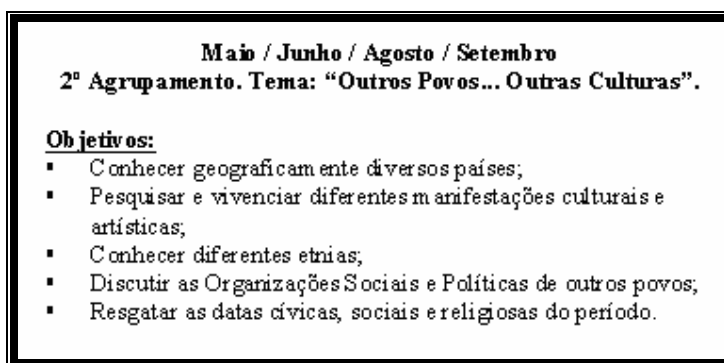 Maio / Junho / Agosto / Setembro
2º Agrupamento. Tema: “Outros Povos... Outras Culturas”.
Objetivos:
▪ Conhecer geograficamente diversos países;
▪ Pesquisar e vivenciar diferentes manifestações culturais e
artísticas;
▪ Conhecer diferentes etnias;
▪ Discutir as Organizações Sociais e Políticas de outros povos;
▪ Resgatar as datas cívicas, sociais e religiosas do período.